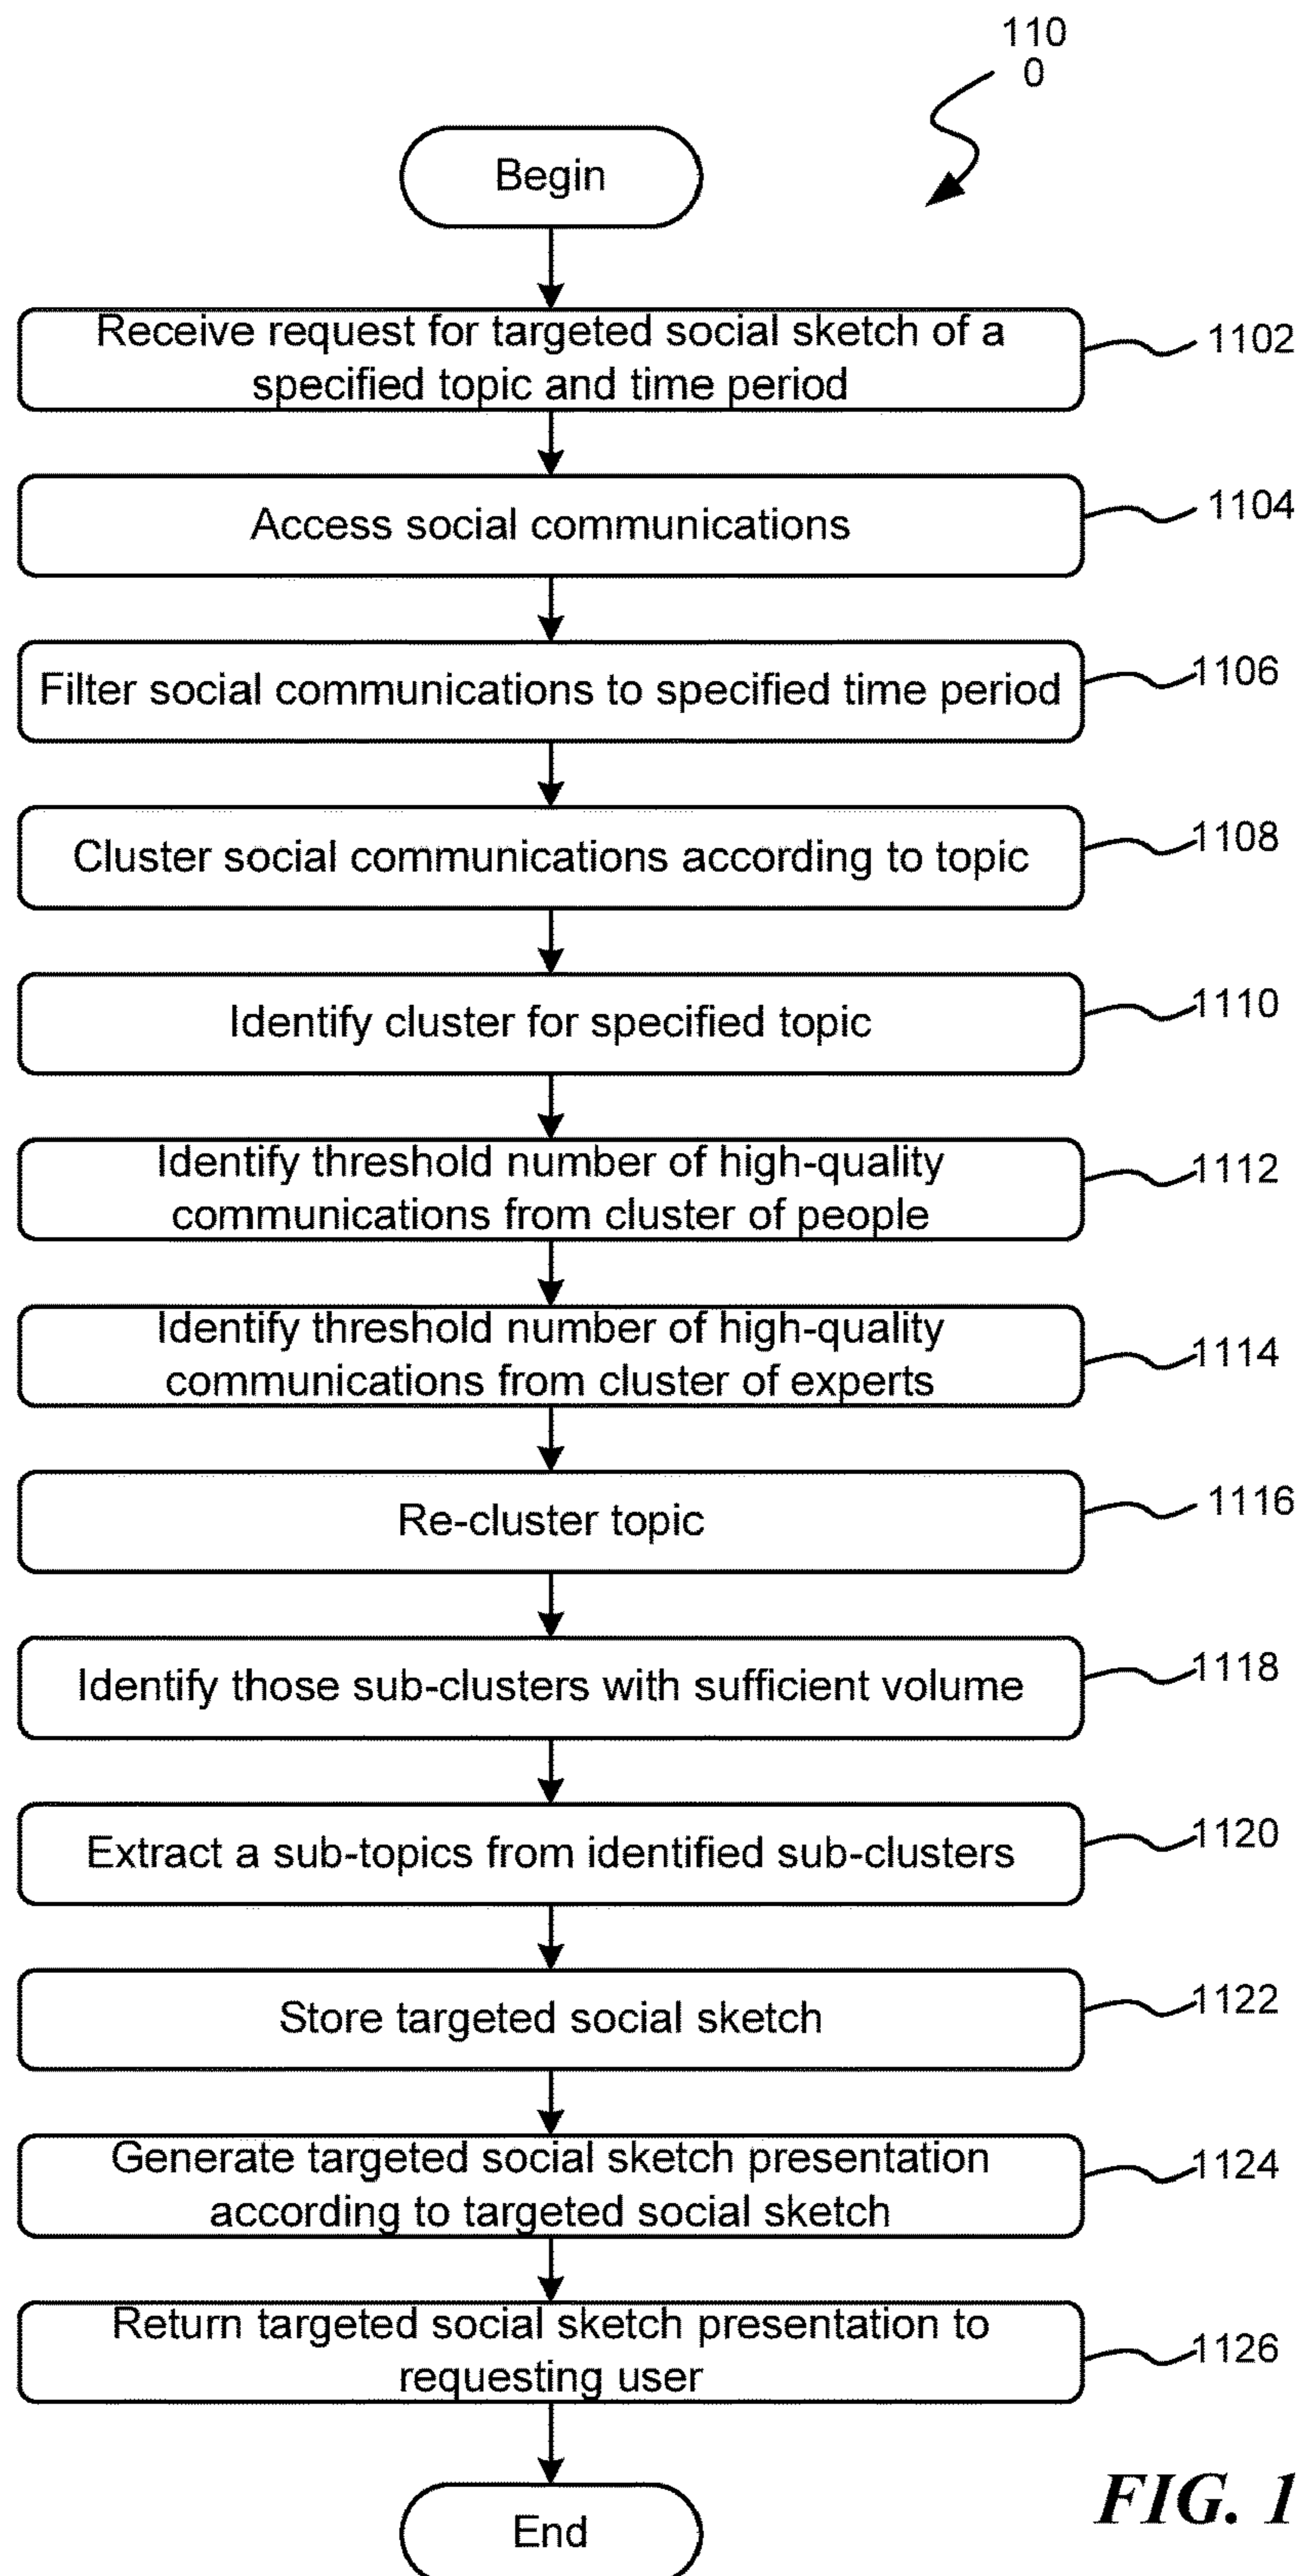 110
0
Begin
Receive request for targeted social sketch of a
specified topic and time period
1102
Access social communications
1104
Filter social communications to specified time period
1106
Cluster social communications according to topic
1108
Identify cluster for specified topic
1110
Identify threshold number of high-quality
communications from cluster of people
1112
Identify threshold number of high-quality
communications from cluster of experts
1114
Re-cluster topic
1116
Identify those sub-clusters with sufficient volume
1118
Extract a sub-topics from identified sub-clusters
1120
Store targeted social sketch
1122
Generate targeted social sketch presentation
according to targeted social sketch
1124
Return targeted social sketch presentation to
requesting user
1126
End
FIG. 1